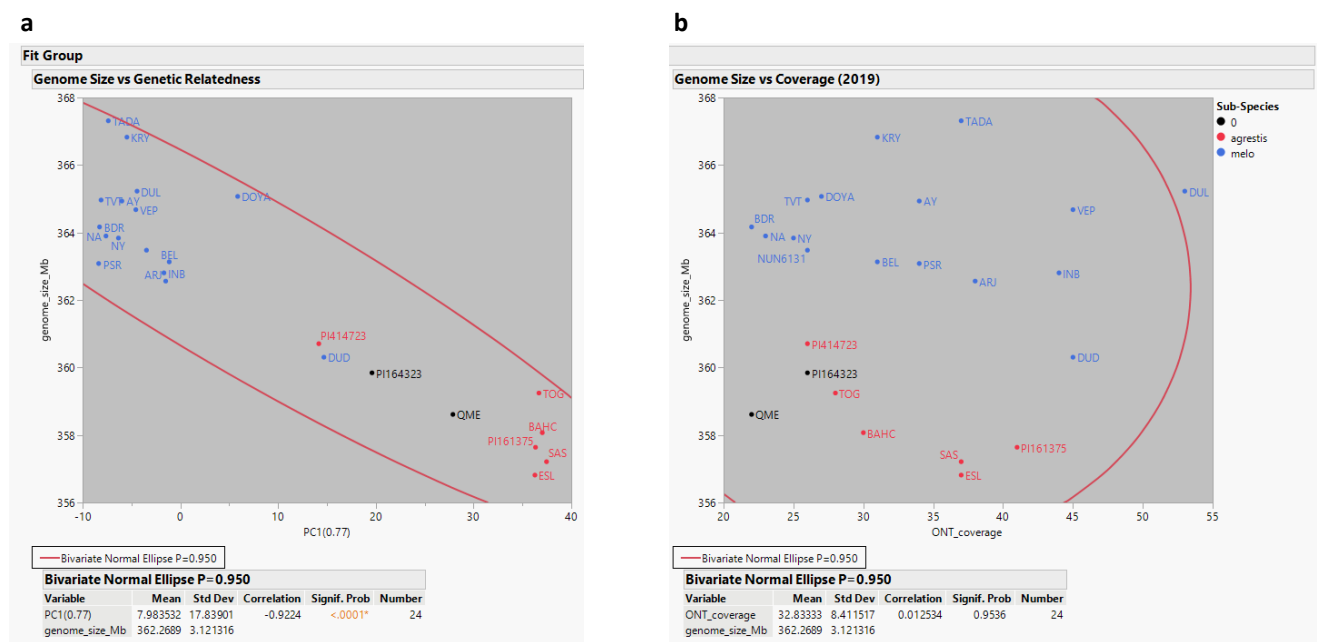 a
Fit Group
Genome Size vs Genetic Relatedness
genome_size_Mb
368
366
364
362
360
358
356
TADA
KRY
DUL
TVT
AY
VEP
DOYA
BDR
NA
NY
BEL
PSR
ARJ
INB
PI414723
DUD
PI164323
TOG
QME
BAHC
PI161375
SAS
ESL
-10 0 10 20 30 40
PC1(0.77)
Bivariate Normal Ellipse P=0.950
Bivariate Normal Ellipse P=0.950
Variable Mean Std Dev Correlation Signif. Prob Number
PC1(0.77) 7.983532 17.83901 -0.9224 <.0001* 24
genome_size_Mb 362.2689 3.121316
b
Genome Size vs Coverage (2019)
genome_size_Mb
368
366
364
362
360
358
356
TADA
KRY
DUL
TVT
DOYA
AY
VEP
BDR
NA
NY
NUN6131
BEL
PSR
INB
ARJ
PI414723
DUD
PI164323
TOG
QME
BAHC
PI161375
SAS
ESL
20 25 30 35 40 45 50 55
ONT_coverage
Sub-Species
0
agrestis
melo
Bivariate Normal Ellipse P=0.950
Bivariate Normal Ellipse P=0.950
Variable Mean Std Dev Correlation Signif. Prob Number
ONT_coverage 32.83333 8.411517 0.012534 0.9536 24
genome_size_Mb 362.2689 3.121316